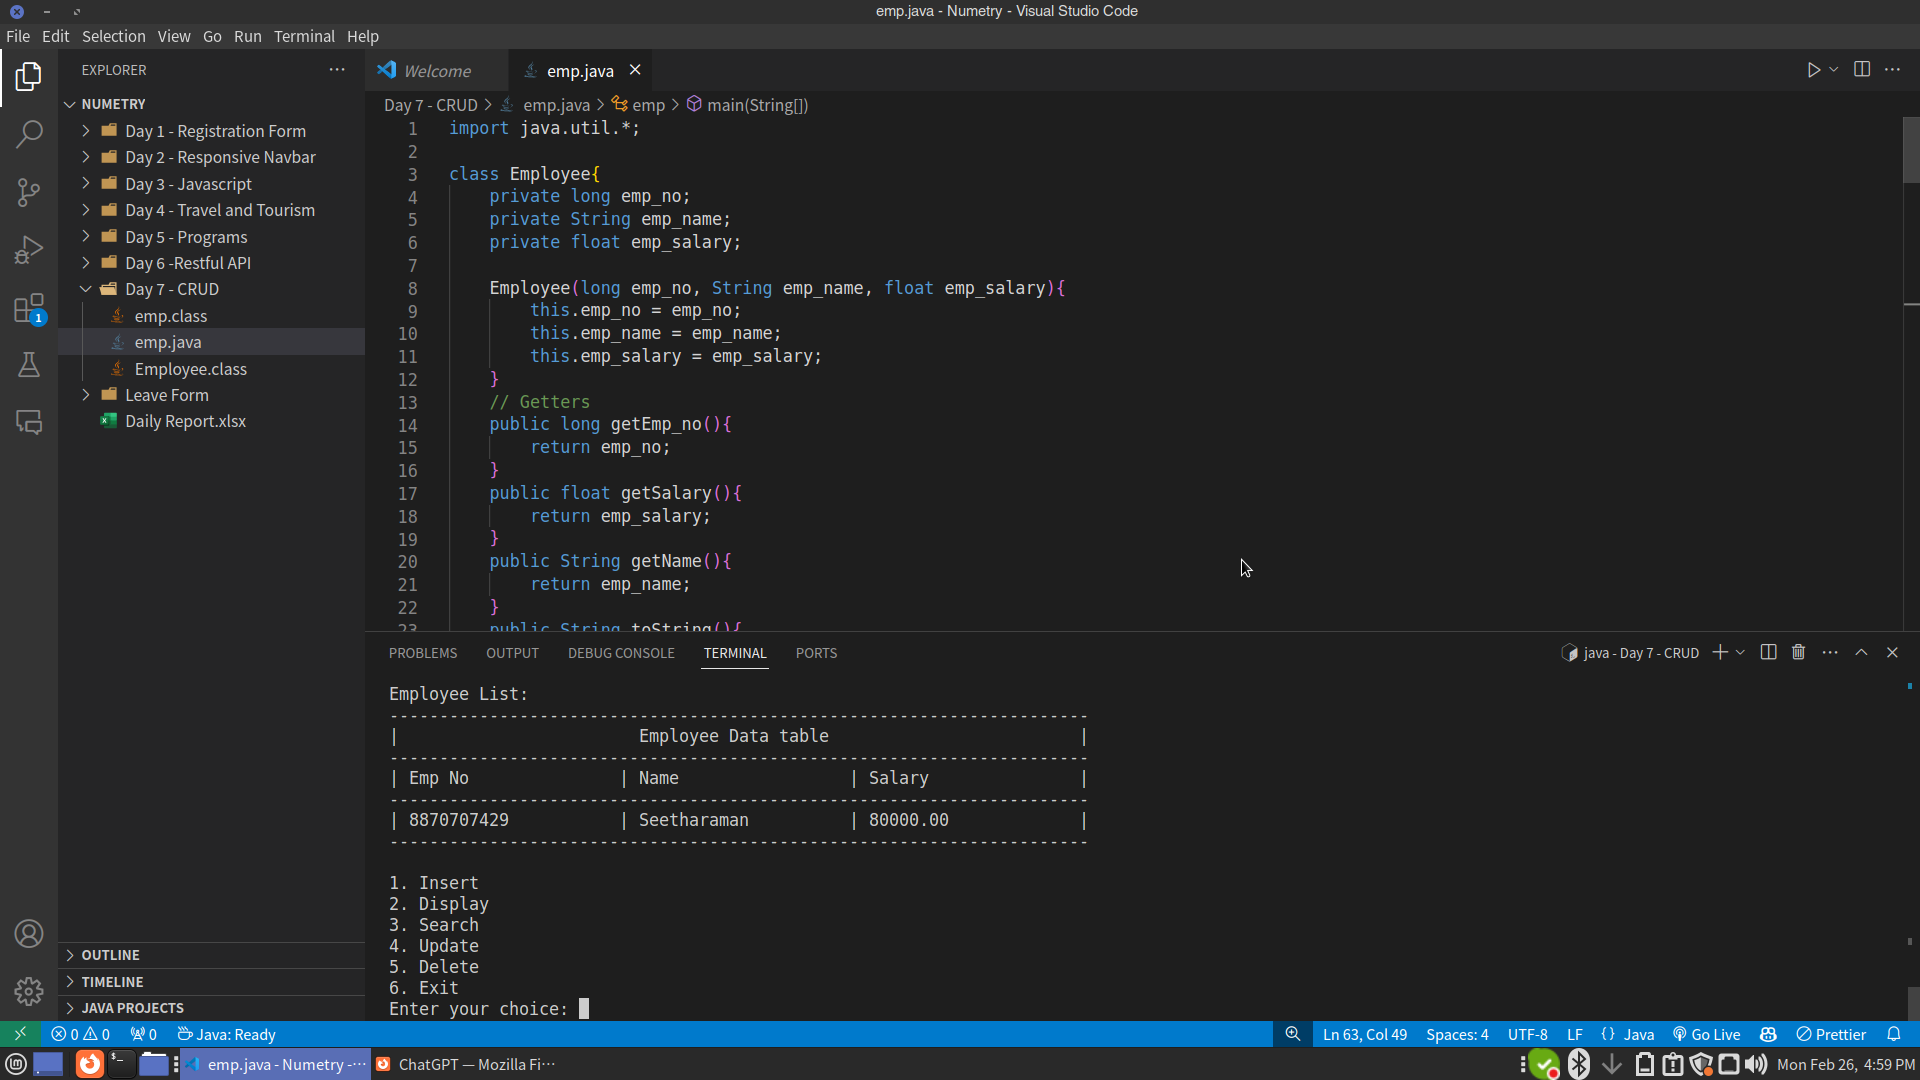 emp.java - Numetry - Visual Studio Code
File Edit Selection View Go Run Terminal Help
EXPLORER
NUMETRY
Day 1 - Registration Form
Day 2 - Responsive Navbar
Day 3 - Javascript
Day 4 - Travel and Tourism
Day 5 - Programs
Day 6 -Restful API
Day 7 - CRUD
emp.class
emp.java
Employee.class
Leave Form
Daily Report.xlsx
OUTLINE
TIMELINE
JAVA PROJECTS
1
Welcome emp.java
Day 7 - CRUD > emp.java > emp > main(String[])
1 import java.util.*;
2
3 class Employee{
4 private long emp_no;
5 private String emp_name;
6 private float emp_salary;
7
8 Employee(long emp_no, String emp_name, float emp_salary){
9 this.emp_no = emp_no;
10 this.emp_name = emp_name;
11 this.emp_salary = emp_salary;
12 }
13 // Getters
14 public long getEmp_no(){
15 return emp_no;
16 }
17 public float getSalary(){
18 return emp_salary;
19 }
20 public String getName(){
21 return emp_name;
22 }
23 public String toString(){
PROBLEMS OUTPUT DEBUG CONSOLE TERMINAL PORTS
java - Day 7 - CRUD
Employee List:
----------------------------------------------------------------------
| Employee Data table |
----------------------------------------------------------------------
| Emp No | Name | Salary |
----------------------------------------------------------------------
| 8870707429 | Seetharaman | 80000.00 |
----------------------------------------------------------------------
1. Insert
2. Display
3. Search
4. Update
5. Delete
6. Exit
Enter your choice:
0 0 0 Java: Ready
Ln 63, Col 49 Spaces: 4 UTF-8 LF {} Java Go Live Prettier
emp.java - Numetry -··· ChatGPT — Mozilla Fi··· Mon Feb 26, 4:59 PM